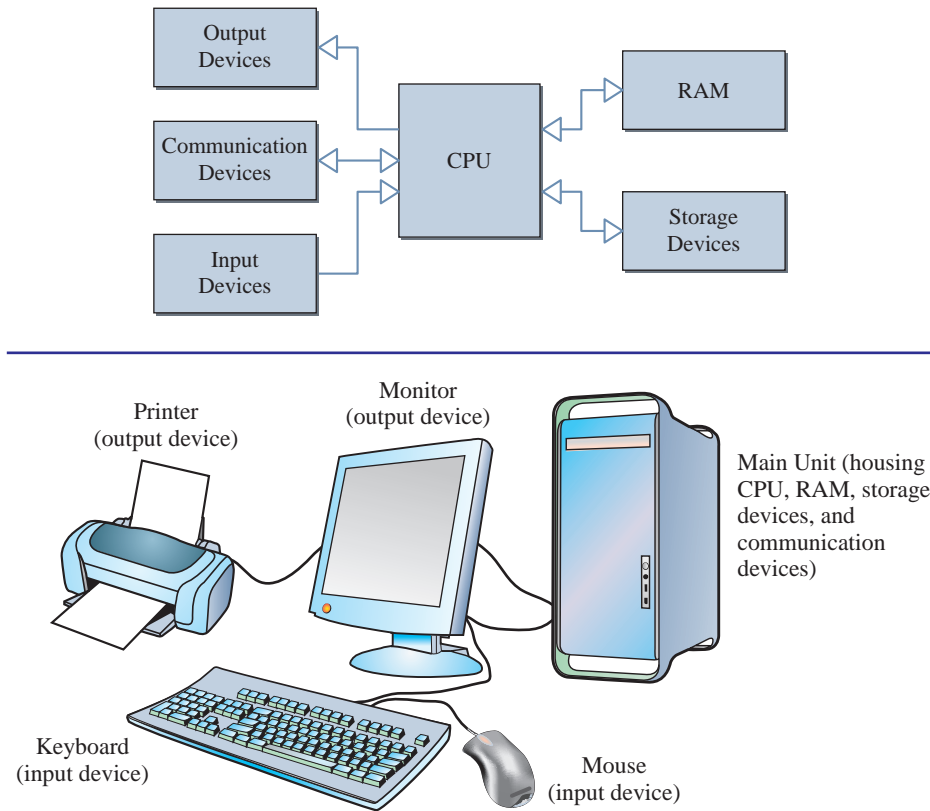 Output
Devices
RAM
Communication
Devices
CPU
Storage
Devices
Input
Devices
Monitor
(output device)
Printer
(output device)
Main Unit (housing
CPU, RAM, storage
devices, and
communication
devices)
Keyboard
(input device)
Mouse
(input device)